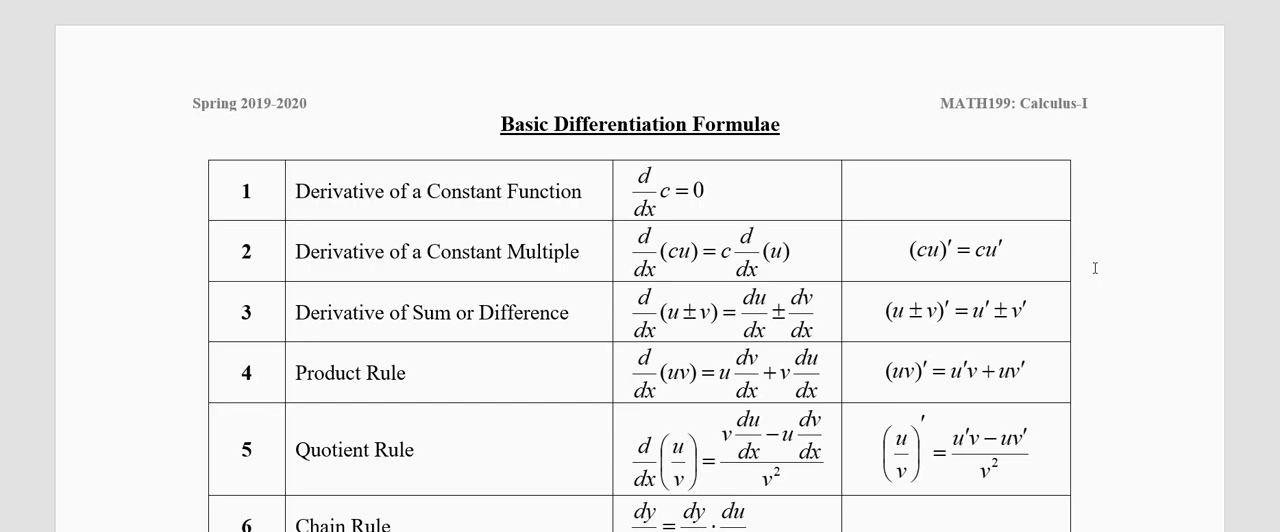 Spring 2019-2020 MATH199: Calculus-I
Basic Differentiation Formulae
1 Derivative of a Constant Function d/dx c = 0
2 Derivative of a Constant Multiple d/dx (cu) = c d/dx (u) (cu)′ = cu′
3 Derivative of Sum or Difference d/dx (u ± v) = du/dx ± dv/dx (u ± v)′ = u′ ± v′
4 Product Rule d/dx (uv) = u dv/dx + v du/dx (uv)′ = u′v + uv′
5 Quotient Rule d/dx (u/v) = (v du/dx − u dv/dx)/v² (u/v)′ = (u′v − uv′)/v²
6 Chain Rule dy/dx = dy/du · du/dx